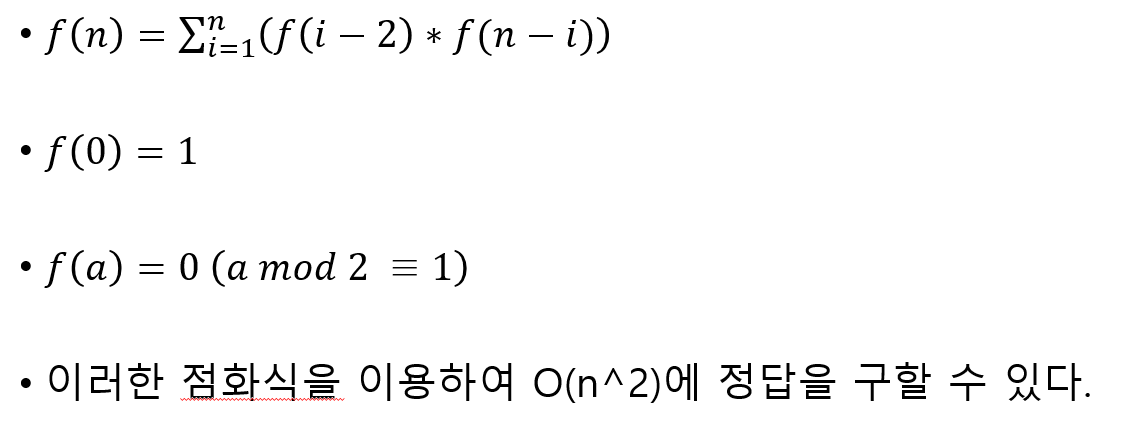 • f(n) = ∑ⁿᵢ₌₁(f(i − 2) ∗ f(n − i))
• f(0) = 1
• f(a) = 0 (a mod 2 ≡ 1)
• 이러한 점화식을 이용하여 O(n^2)에 정답을 구할 수 있다.